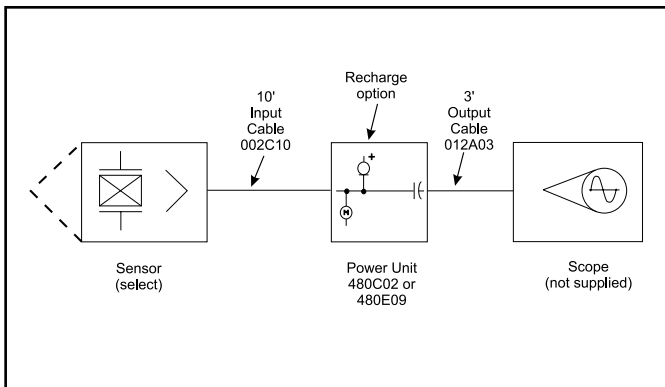 Recharge
option
10'
Input
Cable
002C10
3'
Output
Cable
012A03
+
M
Sensor
(select)
Power Unit
480C02 or
480E09
Scope
(not supplied)